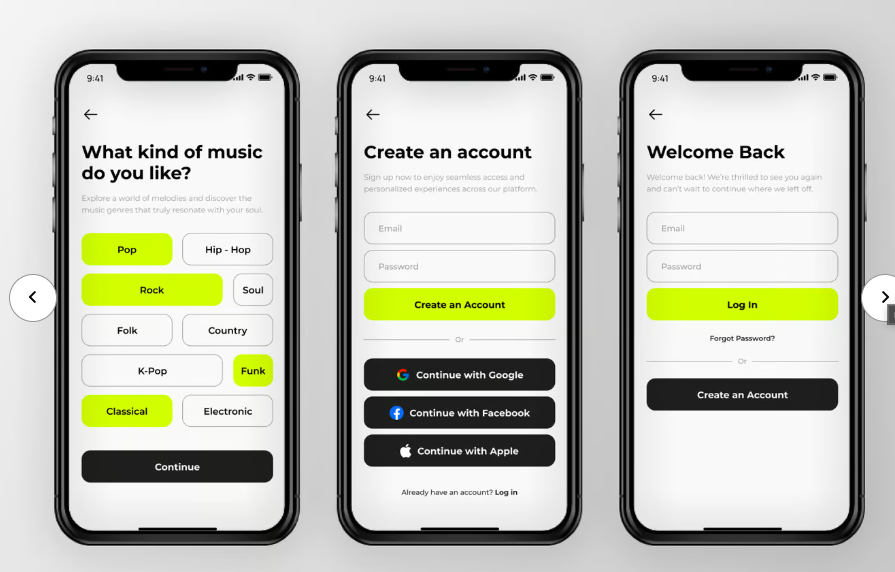 9:41
What kind of music
do you like?
Explore a world of melodies and discover the
music genres that truly resonate with your soul.
Pop
Hip - Hop
Rock
Soul
Folk
Country
K-Pop
Funk
Classical
Electronic
Continue
9:41
Create an account
Sign up now to enjoy seamless access and
personalized experiences across our platform.
Email
Password
Create an Account
Or
Continue with Google
Continue with Facebook
Continue with Apple
Already have an account? Log in
9:41
Welcome Back
Welcome back! We're thrilled to see you again
and can't wait to continue where we left off.
Email
Password
Log In
Forgot Password?
Or
Create an Account